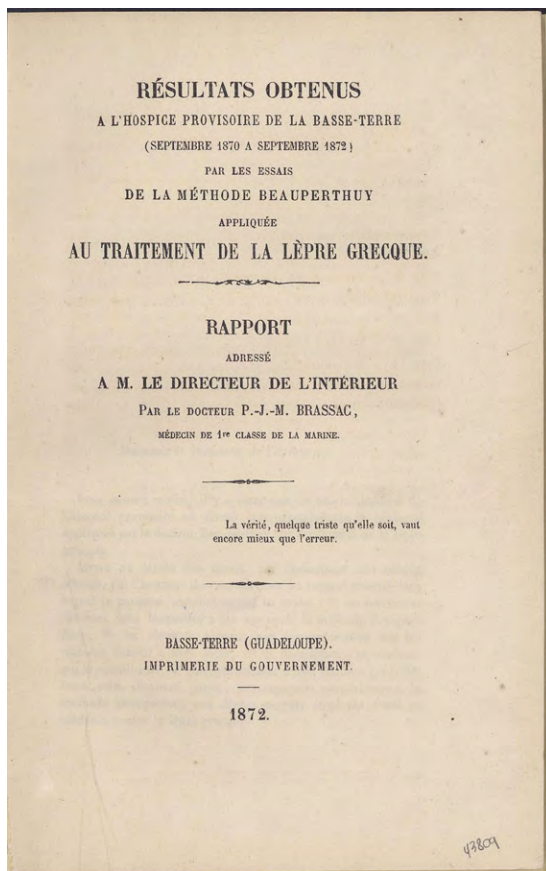 RÉSULTATS OBTENUS
A L'HOSPICE PROVISOIRE DE LA BASSE-TERRE
(SEPTEMBRE 1870 A SEPTEMBRE 1872)
PAR LES ESSAIS
DE LA MÉTHODE BEAUPERTHUY
APPLIQUÉE
AU TRAITEMENT DE LA LÈPRE GRECQUE.
RAPPORT
ADRESSÉ
A M. LE DIRECTEUR DE L'INTÉRIEUR
PAR LE DOCTEUR P.-J.-M. BRASSAC,
MÉDECIN DE 1re CLASSE DE LA MARINE.
La vérité, quelque triste qu'elle soit, vaut
encore mieux que l'erreur.
BASSE-TERRE (GUADELOUPE).
IMPRIMERIE DU GOUVERNEMENT.
1872.
43809